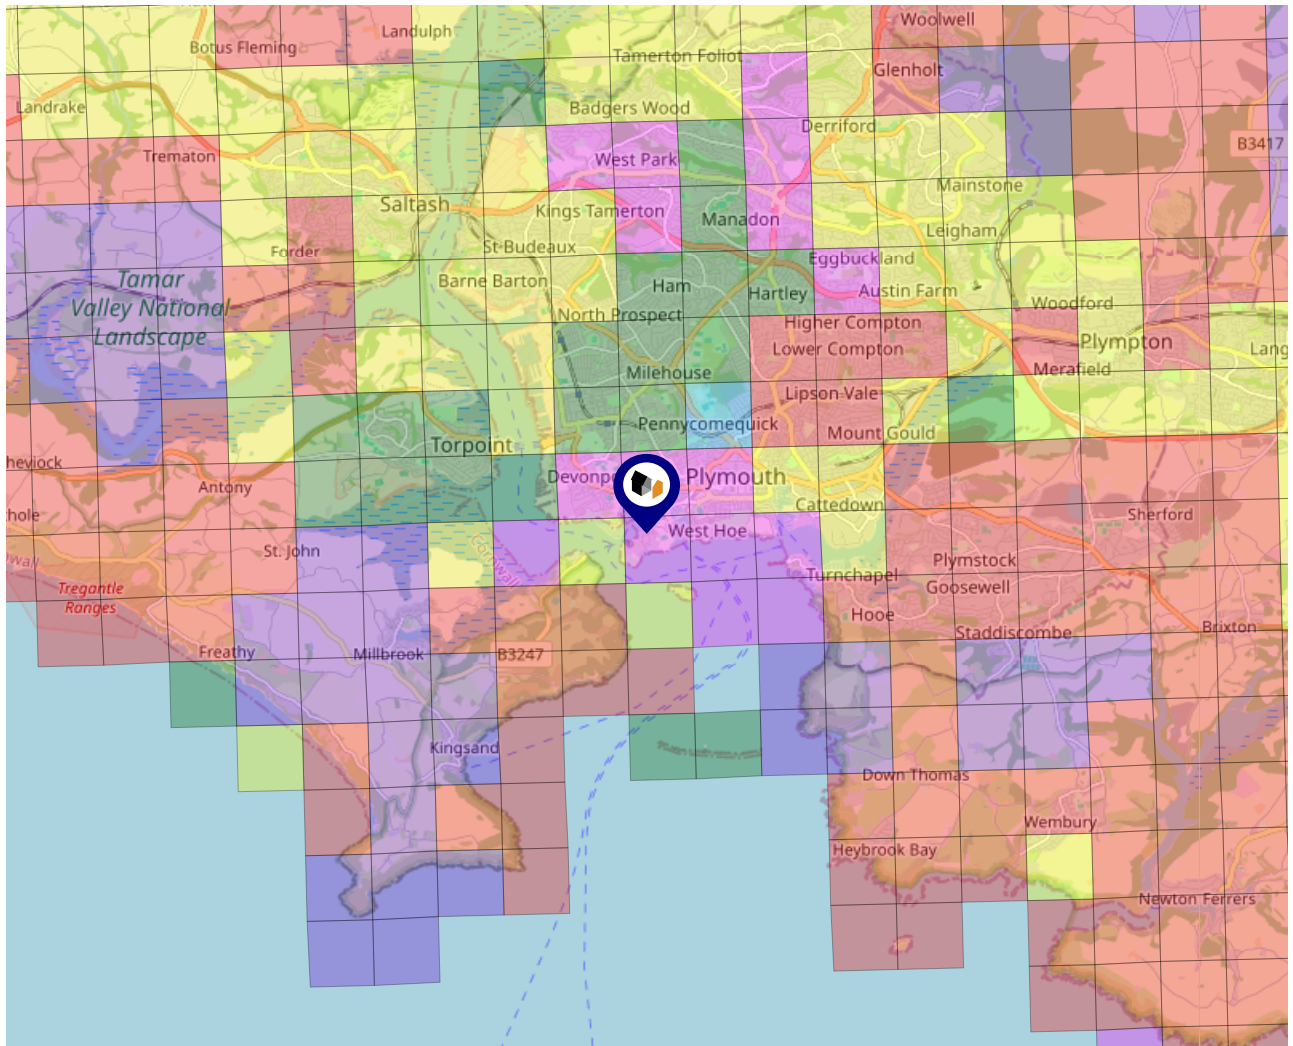 Woolwell
Landulph
Botus Fleming
Tamerton Foliot
Glenholt
Landrake
Badgers Wood
Derriford
B3417
Trematon
West Park
Mainstone
Saltash
Kings Tamerton
Manadon
Leigham
Forder
St Budeaux
Eggbuckland
Tamar
Valley National
Landscape
Barne Barton
Ham
Hartley
Austin Farm
Woodford
North Prospect
Higher Compton
Plympton
Lower Compton
Lang
Milehouse
Merafield
Lipson Vale
Pennycomequick
Mount Gould
Torpoint
heviock
Devonpo
Plymouth
Antony
Cattedown
hole
Sherford
West Hoe
St. John
Cornwall
wall
Plymstock
Turnchapel
Tregantle
Ranges
Goosewell
Hooe
Brixton
Staddiscombe
Freathy
Millbrook
B3247
Kingsand
Down Thomas
Wembury
Heybrook Bay
Newton Ferrers